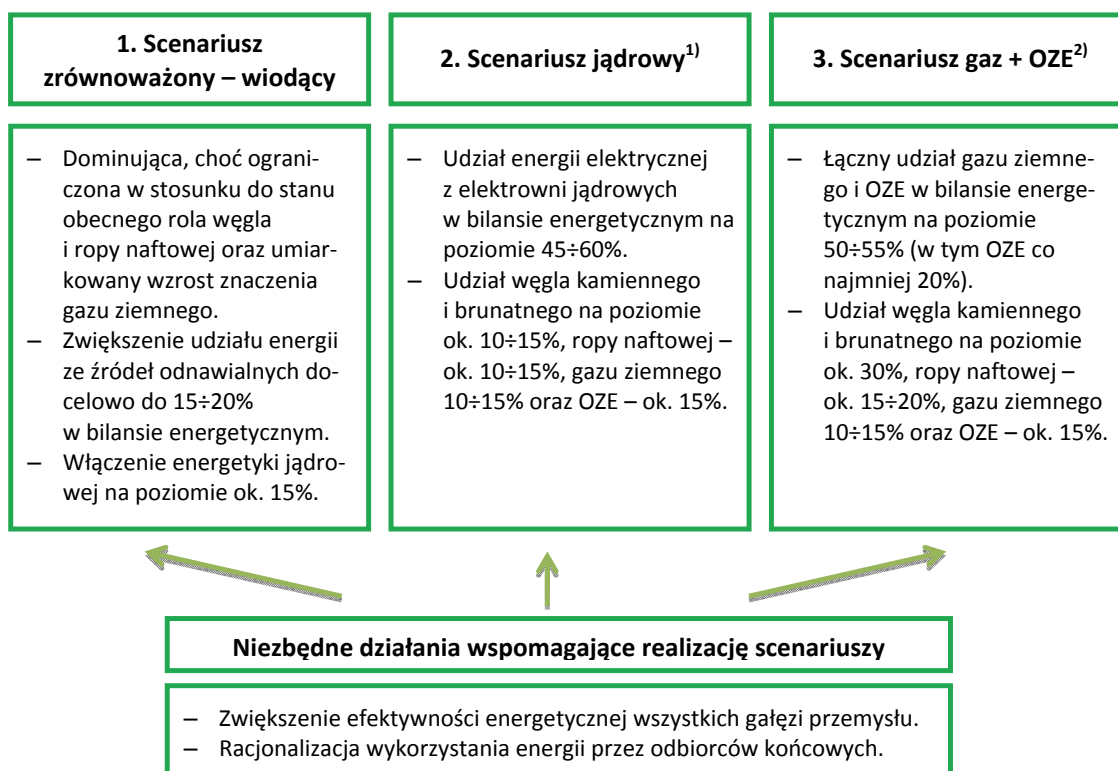 1. Scenariusz
zrównoważony – wiodący
– Dominująca, choć ograni-
czona w stosunku do stanu
obecnego rola węgla
i ropy naftowej oraz umiar-
kowany wzrost znaczenia
gazu ziemnego.
– Zwiększenie udziału energii
ze źródeł odnawialnych do-
celowo do 15÷20%
w bilansie energetycznym.
– Włączenie energetyki jądro-
wej na poziomie ok. 15%.
2. Scenariusz jądrowy1)
– Udział energii elektrycznej
z elektrowni jądrowych
w bilansie energetycznym na
poziomie 45÷60%.
– Udział węgla kamiennego
i brunatnego na poziomie
ok. 10÷15%, ropy naftowej –
ok. 10÷15%, gazu ziemnego
10÷15% oraz OZE – ok. 15%.
3. Scenariusz gaz + OZE2)
– Łączny udział gazu ziemne-
go i OZE w bilansie energe-
tycznym na poziomie
50÷55% (w tym OZE co
najmniej 20%).
– Udział węgla kamiennego
i brunatnego na poziomie
ok. 30%, ropy naftowej –
ok. 15÷20%, gazu ziemnego
10÷15% oraz OZE – ok. 15%.
Niezbędne działania wspomagające realizację scenariuszy
– Zwiększenie efektywności energetycznej wszystkich gałęzi przemysłu.
– Racjonalizacja wykorzystania energii przez odbiorców końcowych.